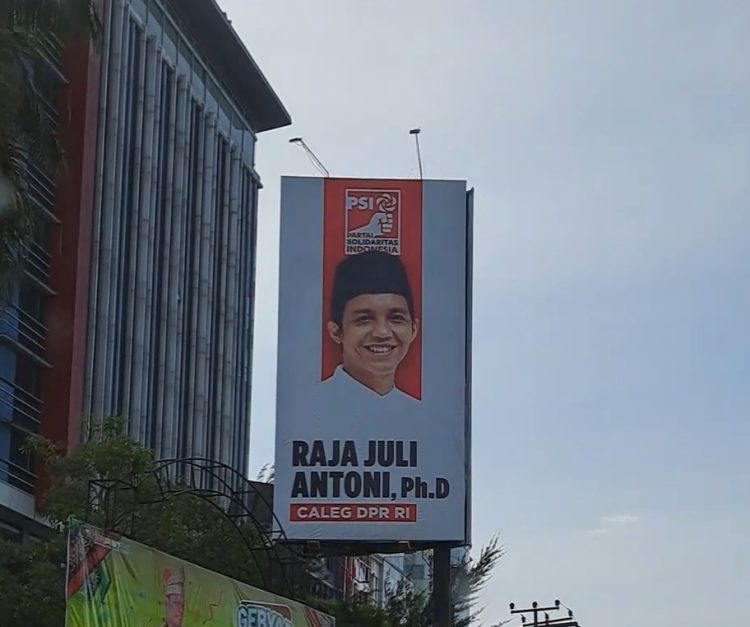 PSI
PARTAI
SOLIDARITAS
INDONESIA
RAJA JULI
ANTONI, Ph.D
CALEG DPR RI